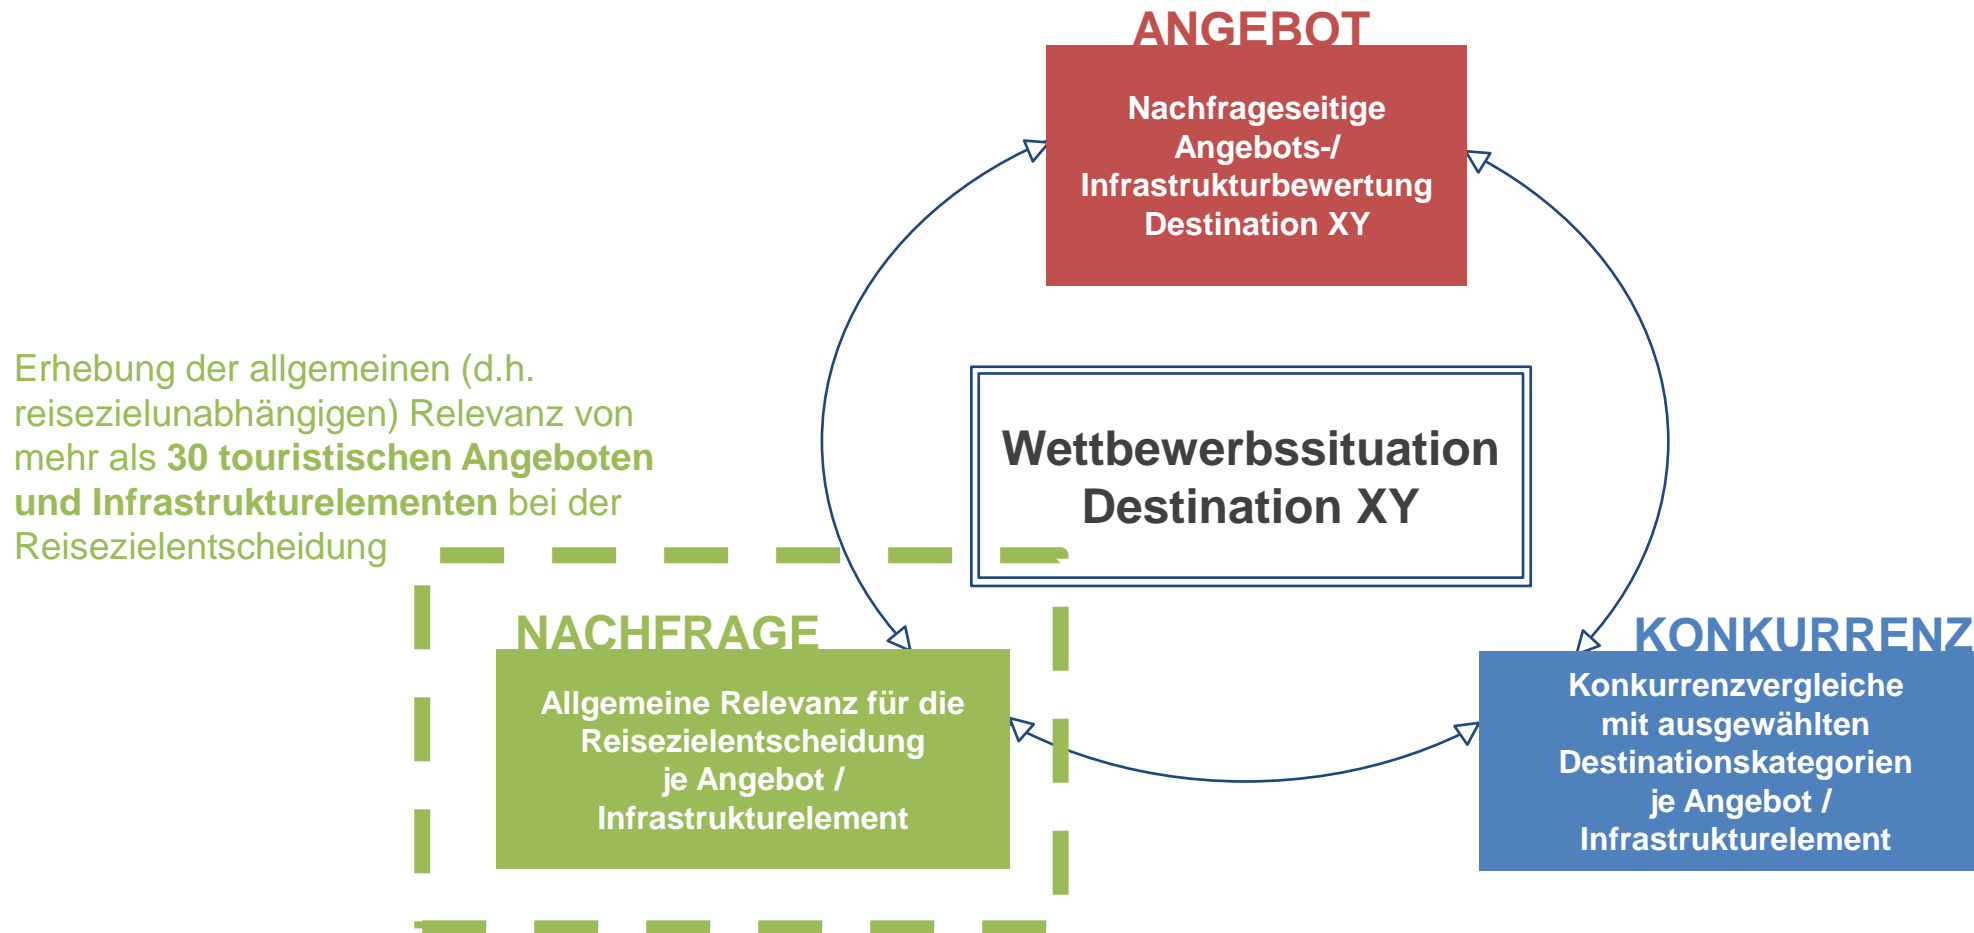 ANGEBOT
Nachfrageseitige
Angebots-/
Infrastrukturbewertung
Destination XY
Erhebung der allgemeinen (d.h.
reisezielunabhängigen) Relevanz von
mehr als 30 touristischen Angeboten
und Infrastrukturelementen bei der
Reisezielentscheidung
Wettbewerbssituation
Destination XY
NACHFRAGE
Allgemeine Relevanz für die
Reisezielentscheidung
je Angebot /
Infrastrukturelement
KONKURRENZ
Konkurrenzvergleiche
mit ausgewählten
Destinationskategorien
je Angebot /
Infrastrukturelement